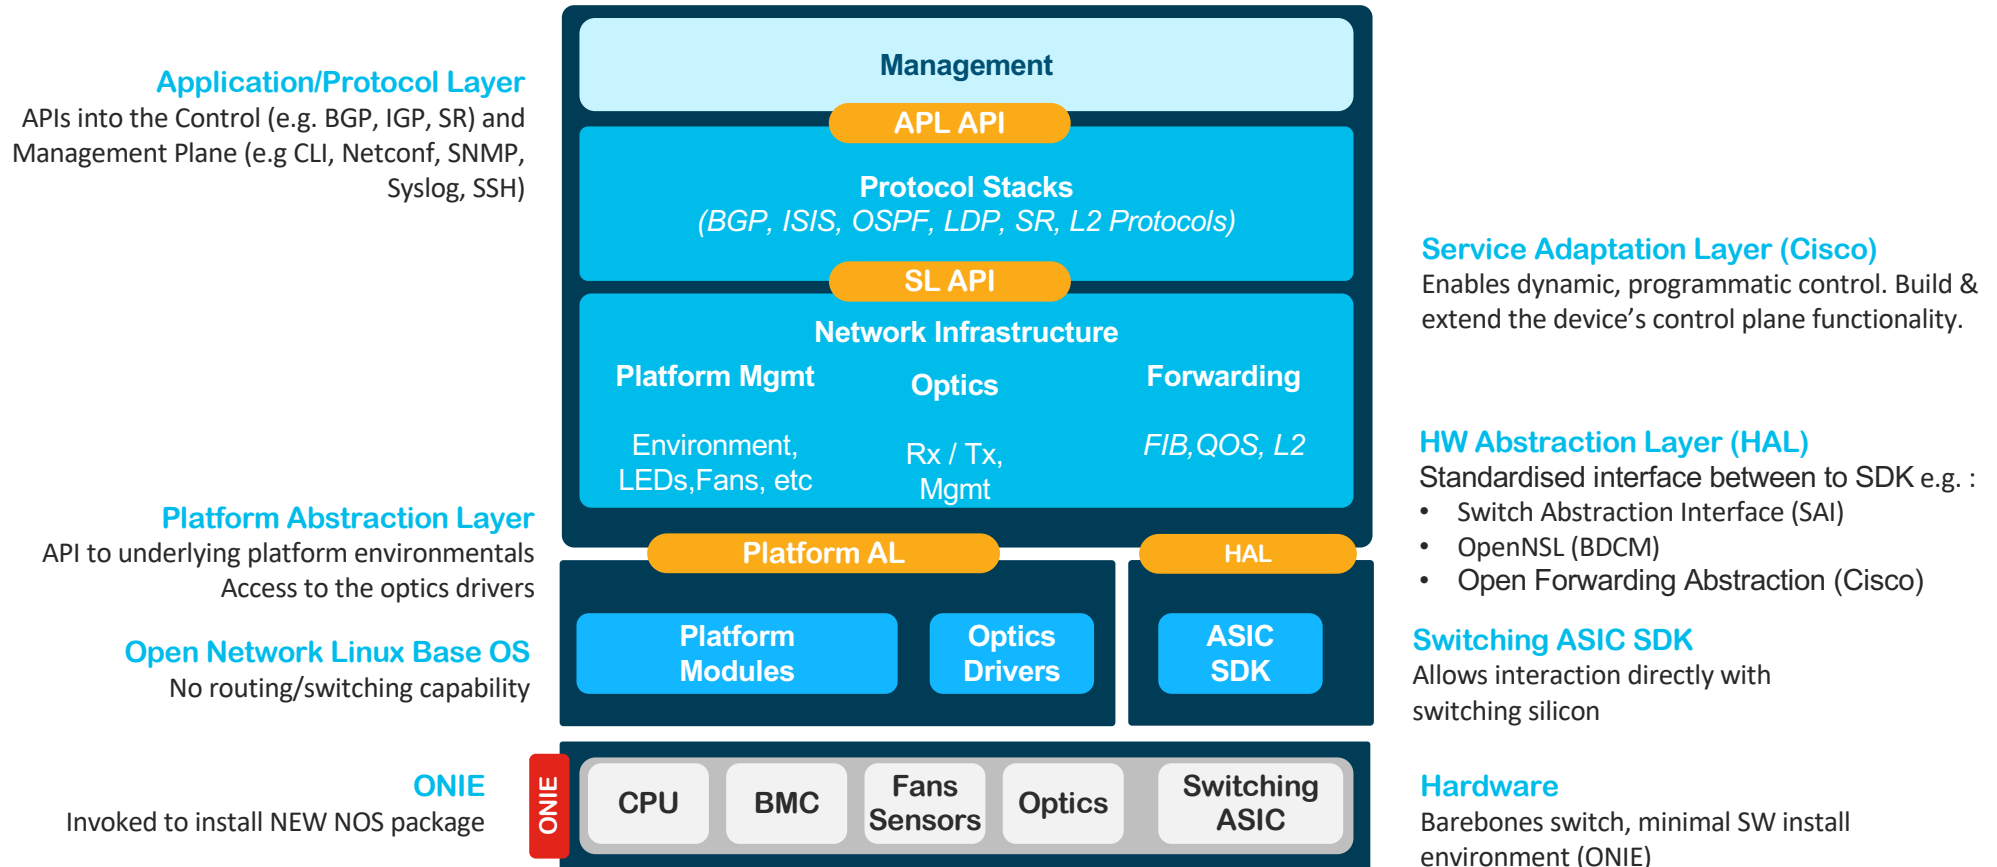 Management
Application/Protocol Layer
APIs into the Control (e.g. BGP, IGP, SR) and
Management Plane (e.g CLI, Netconf, SNMP,
Syslog, SSH)
APL API
Protocol Stacks
(BGP, ISIS, OSPF, LDP, SR, L2 Protocols)
SL API
Service Adaptation Layer (Cisco)
Enables dynamic, programmatic control. Build &
extend the device's control plane functionality.
Network Infrastructure
Platform Mgmt
Environment,
LEDs,Fans, etc
Optics
Rx / Tx,
Mgmt
Forwarding
FIB,QOS, L2
HW Abstraction Layer (HAL)
Standardised interface between to SDK e.g. :
• Switch Abstraction Interface (SAI)
• OpenNSL (BDCM)
• Open Forwarding Abstraction (Cisco)
Platform Abstraction Layer
API to underlying platform environmentals
Access to the optics drivers
Platform AL
HAL
Open Network Linux Base OS
No routing/switching capability
Platform
Modules
Optics
Drivers
ASIC
SDK
Switching ASIC SDK
Allows interaction directly with
switching silicon
ONIE
Invoked to install NEW NOS package
ONIE
CPU
BMC
Fans
Sensors
Optics
Switching
ASIC
Hardware
Barebones switch, minimal SW install
environment (ONIE)